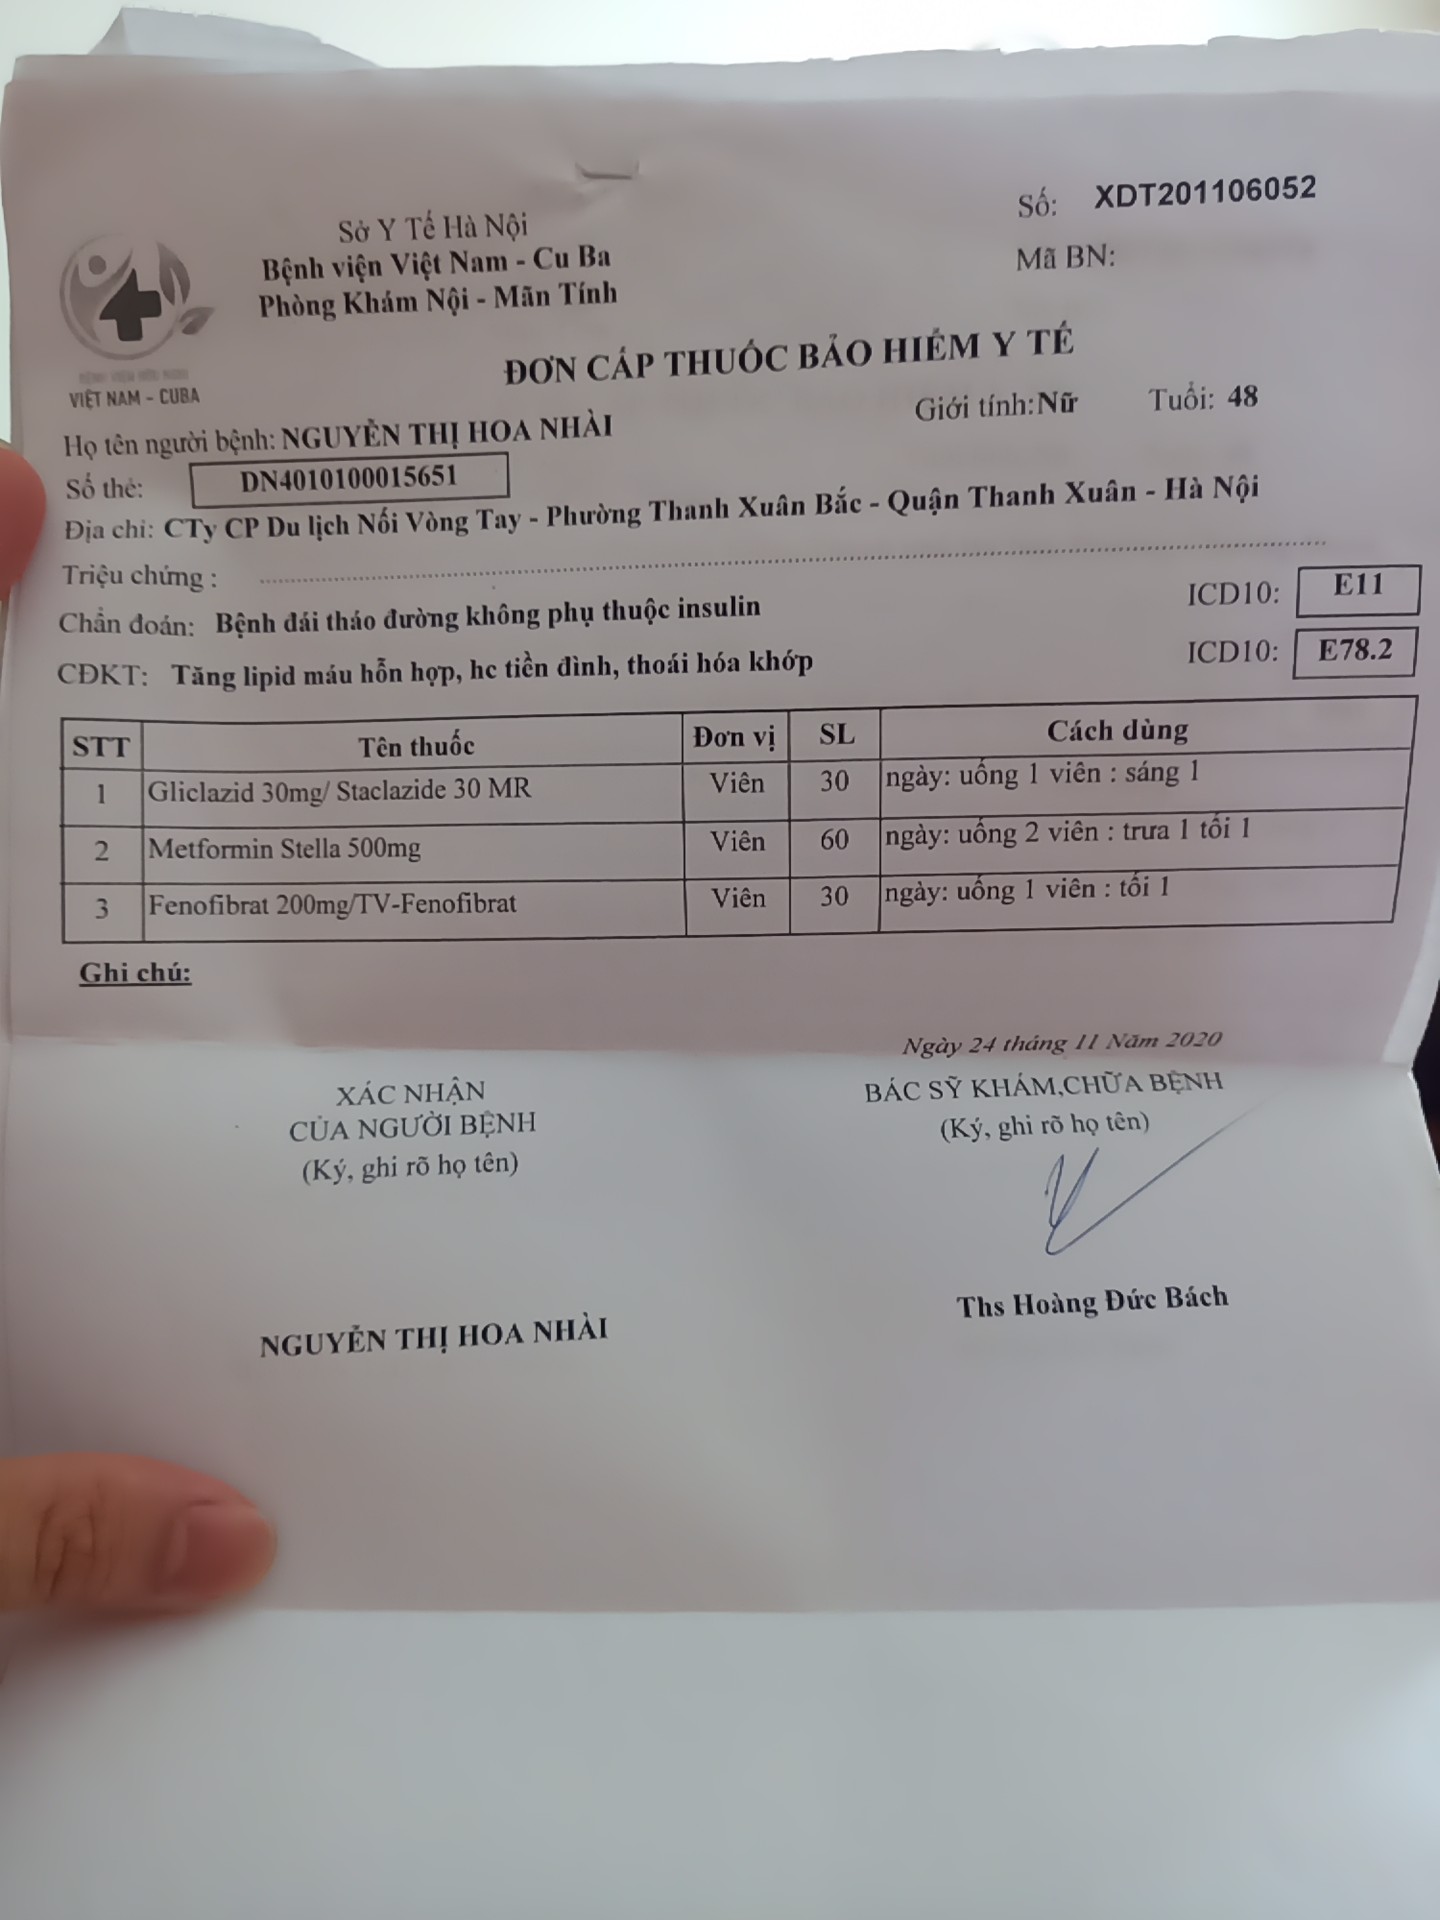 Số: XDT201106052
Sở Y Tế Hà Nội
Bệnh viện Việt Nam - Cu Ba
Mã BN:
Phòng Khám Nội - Mãn Tính
VIỆT NAM - CUBA
ĐƠN CẤP THUỐC BẢO HIỂM Y TẾ
Họ tên người bệnh: NGUYỄN THỊ HOA NHÀI Giới tính:Nữ Tuổi: 48
Số thẻ: DN4010100015651
Địa chỉ: CTy CP Du lịch Nối Vòng Tay - Phường Thanh Xuân Bắc - Quận Thanh Xuân - Hà Nội
Triệu chứng :
Chẩn đoán: Bệnh đái tháo đường không phụ thuộc insulin ICD10: E11
CĐKT: Tăng lipid máu hỗn hợp, hc tiền đình, thoái hóa khớp ICD10: E78.2
STT Tên thuốc Đơn vị SL Cách dùng
1 Gliclazid 30mg/ Staclazide 30 MR Viên 30 ngày: uống 1 viên : sáng 1
2 Metformin Stella 500mg Viên 60 ngày: uống 2 viên : trưa 1 tối 1
3 Fenofibrat 200mg/TV-Fenofibrat Viên 30 ngày: uống 1 viên : tối 1
Ghi chú:
Ngày 24 tháng 11 Năm 2020
XÁC NHẬN
CỦA NGƯỜI BỆNH
(Ký, ghi rõ họ tên)
BÁC SỸ KHÁM,CHỮA BỆNH
(Ký, ghi rõ họ tên)
Ths Hoàng Đức Bách
NGUYỄN THỊ HOA NHÀI